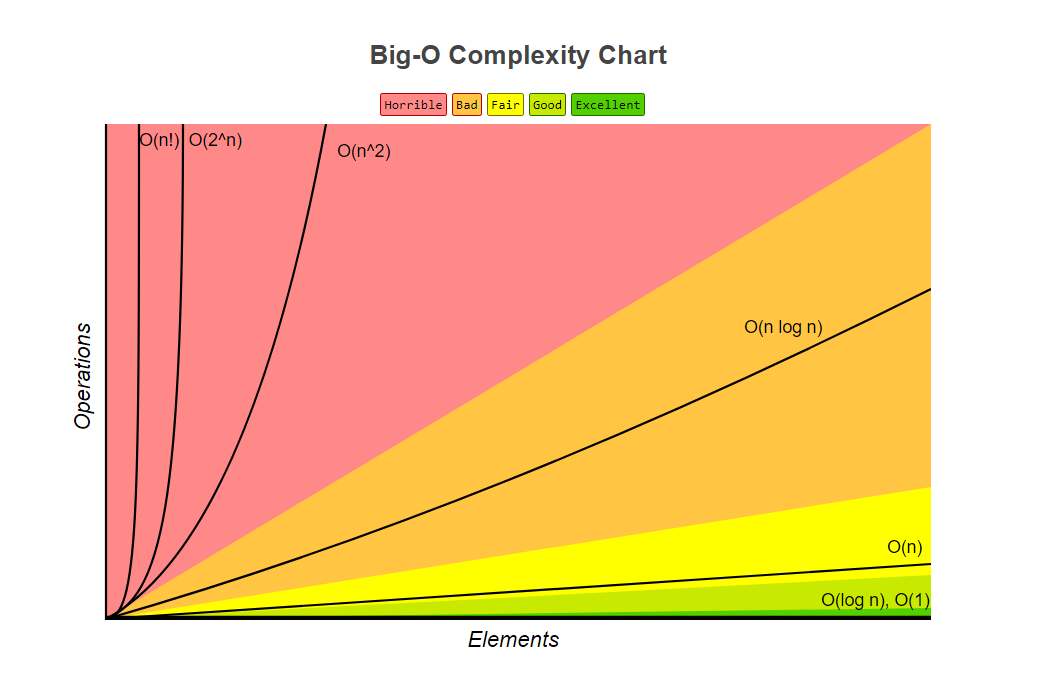 Big-O Complexity Chart
Horrible Bad Fair Good Excellent
O(n!) O(2^n)
O(n^2)
O(n log n)
O(n)
O(log n), O(1)
Operations
Elements